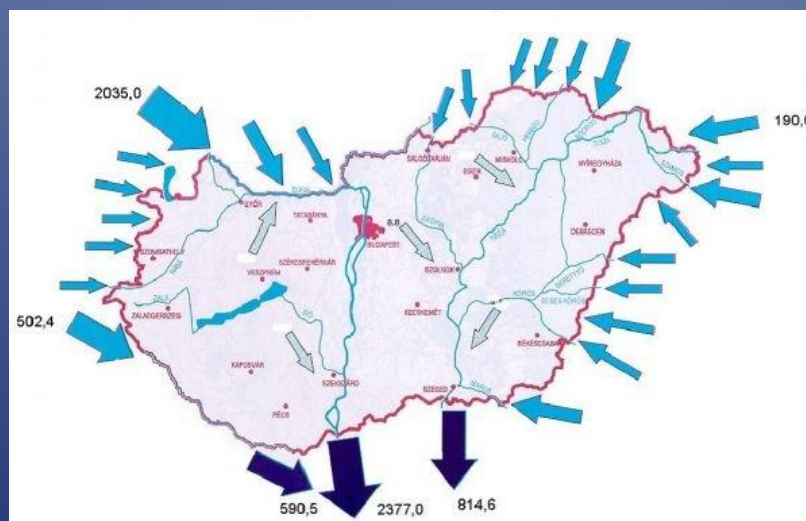 2035,0
190,0
SALGÓTARJÁN
SAJÓ
HERNÁD
BODROG
TISZA
MISKOLC
EGER
NYÍREGYHÁZA
SZAMOS
DUNA
GYŐR
TATABÁNYA
ZAGYVA
8,8
BUDAPEST
TISZA
DEBRECEN
SZOMBATHELY
RÁBA
SZÉKESFEHÉRVÁR
VESZPRÉM
SZOLNOK
BERETTYÓ
KÖRÖS
SEBES KÖRÖS
ZALA
ZALAEGERSZEG
SIÓ
KECSKEMÉT
502,4
BÉKÉSCSABA
KAPOSVÁR
SZEKSZÁRD
SZEGED
MAROS
PÉCS
590,5
2377,0
814,6